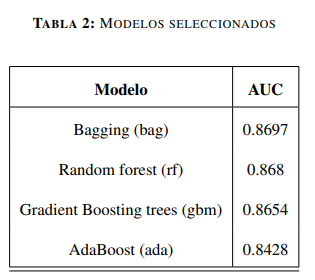 TABLA 2: MODELOS SELECCIONADOS
Modelo AUC
Bagging (bag) 0.8697
Random forest (rf) 0.868
Gradient Boosting trees (gbm) 0.8654
AdaBoost (ada) 0.8428